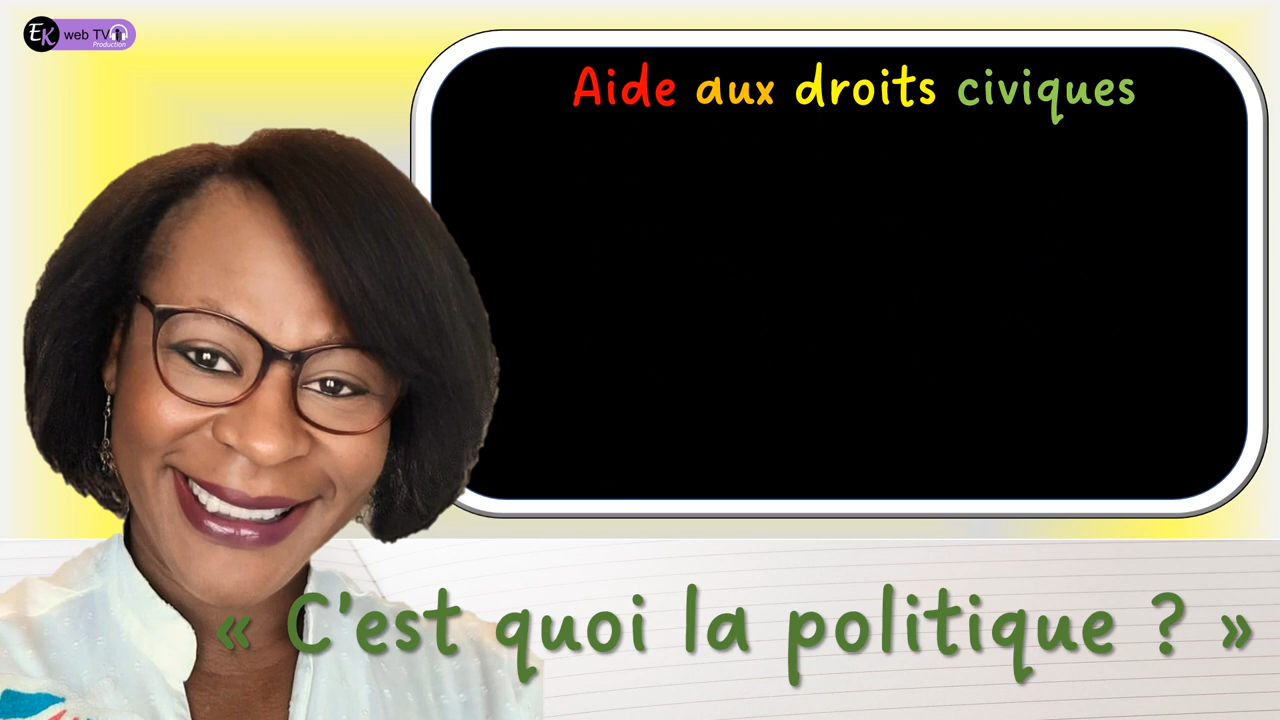 EK web TV
Production
Aide aux droits civiques
« C'est quoi la politique ? »